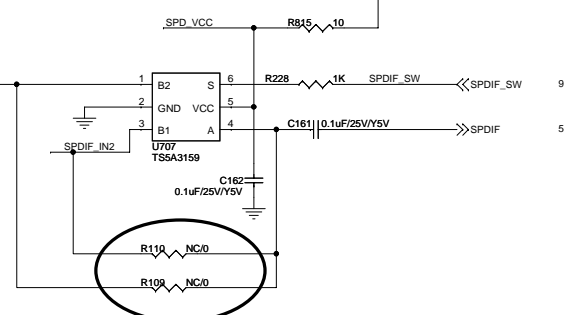 SPD_VCC R815 10
1 B2 S 6 R228 1K SPDIF_SW SPDIF_SW 9
2 GND VCC 5
3 B1 A 4 C161 0.1uF/25V/Y5V SPDIF 5
SPDIF_IN2 U707
TS5A3159
C162
0.1uF/25V/Y5V
R110 NC/0
R109 NC/0